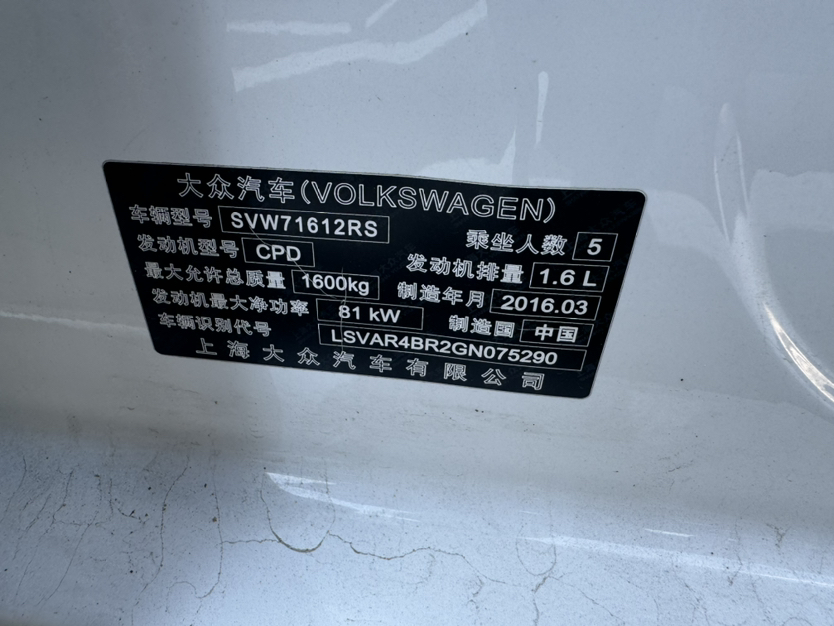 大众汽车(VOLKSWAGEN)
车辆型号 SVW71612RS 乘坐人数 5
发动机型号 CPD 发动机排量 1.6 L
最大允许总质量 1600kg 制造年月 2016.03
发动机最大净功率 81 kW 制造国 中国
车辆识别代号 LSVAR4BR2GN075290
上海大众汽车有限公司